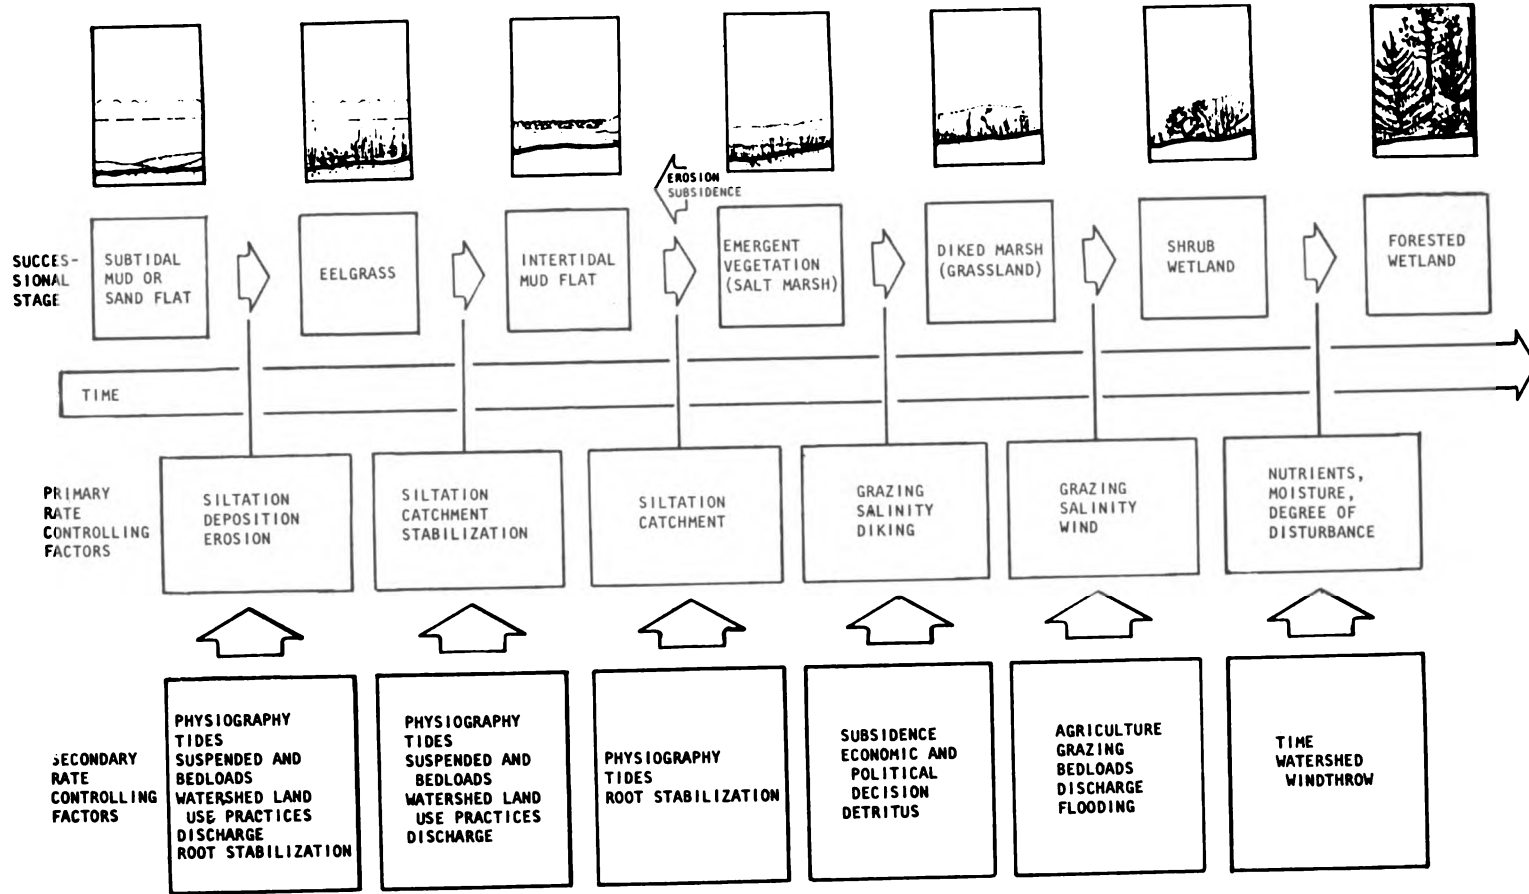 EROSION
SUBSIDENCE
SUCCES-
SIONAL
STAGE
SUBTIDAL
MUD OR
SAND FLAT
EELGRASS
INTERTIDAL
MUD FLAT
EMERGENT
VEGETATION
(SALT MARSH)
DIKED MARSH
(GRASSLAND)
SHRUB
WETLAND
FORESTED
WETLAND
TIME
PRIMARY
RATE
CONTROLLING
FACTORS
SILTATION
DEPOSITION
EROSION
SILTATION
CATCHMENT
STABILIZATION
SILTATION
CATCHMENT
GRAZING
SALINITY
DIKING
GRAZING
SALINITY
WIND
NUTRIENTS,
MOISTURE,
DEGREE OF
DISTURBANCE
SECONDARY
RATE
CONTROLLING
FACTORS
PHYSIOGRAPHY
TIDES
SUSPENDED AND
BEDLOADS
WATERSHED LAND
USE PRACTICES
DISCHARGE
ROOT STABILIZATION
PHYSIOGRAPHY
TIDES
SUSPENDED AND
BEDLOADS
WATERSHED LAND
USE PRACTICES
DISCHARGE
PHYSIOGRAPHY
TIDES
ROOT STABILIZATION
SUBSIDENCE
ECONOMIC AND
POLITICAL
DECISION
DETRITUS
AGRICULTURE
GRAZING
BEDLOADS
DISCHARGE
FLOODING
TIME
WATERSHED
WINDTHROW